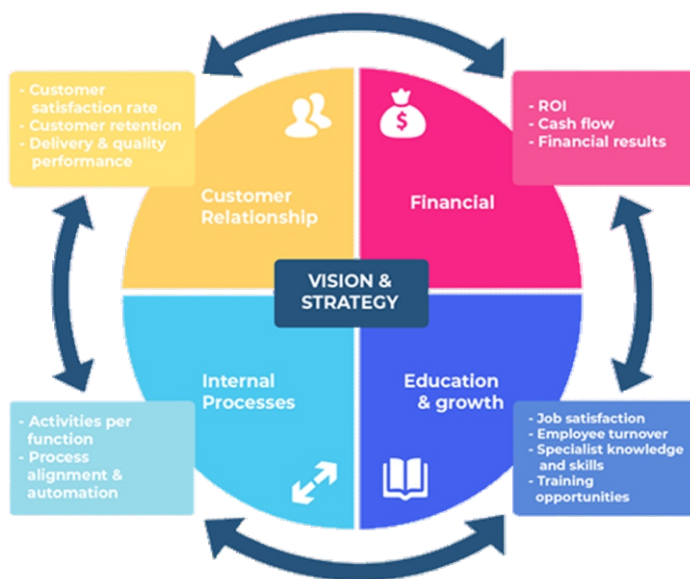 - Customer
satisfaction rate
- Customer retention
- Delivery & quality
performance
- ROI
- Cash flow
- Financial results
$
Customer
Relationship
Financial
VISION &
STRATEGY
Internal
Processes
Education
& growth
- Activities per
function
- Process
alignment &
automation
- Job satisfaction
- Employee turnover
- Specialist knowledge
and skills
- Training
opportunities